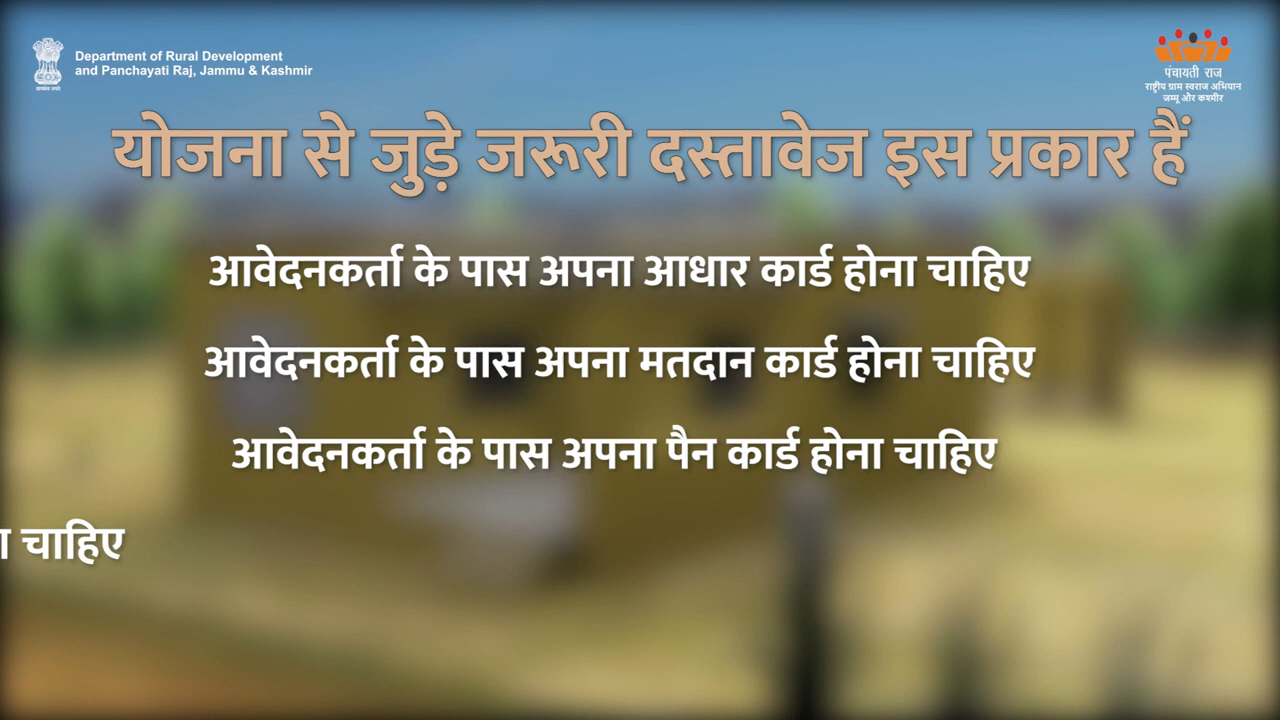 Department of Rural Development
and Panchayati Raj, Jammu & Kashmir
पंचायती राज
राष्ट्रीय ग्राम स्वराज अभियान
जम्मू और कश्मीर
योजना से जुड़े जरूरी दस्तावेज इस प्रकार हैं
आवेदनकर्ता के पास अपना आधार कार्ड होना चाहिए
आवेदनकर्ता के पास अपना मतदान कार्ड होना चाहिए
आवेदनकर्ता के पास अपना पैन कार्ड होना चाहिए
चाहिए